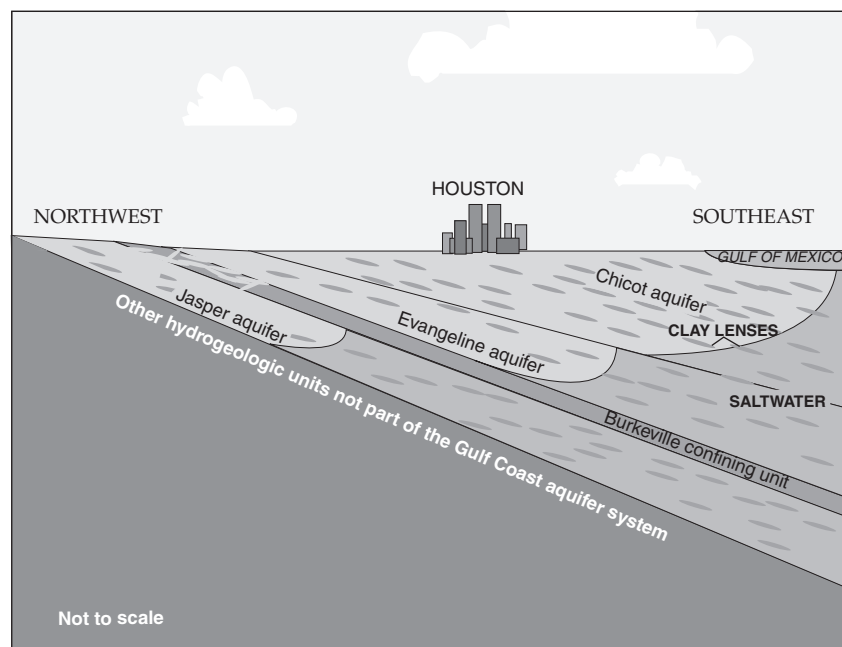 HOUSTON
NORTHWEST
SOUTHEAST
GULF OF MEXICO
Chicot aquifer
Jasper aquifer
Evangeline aquifer
CLAY LENSES
SALTWATER
Burkeville confining unit
Other hydrogeologic units not part of the Gulf Coast aquifer system
Not to scale